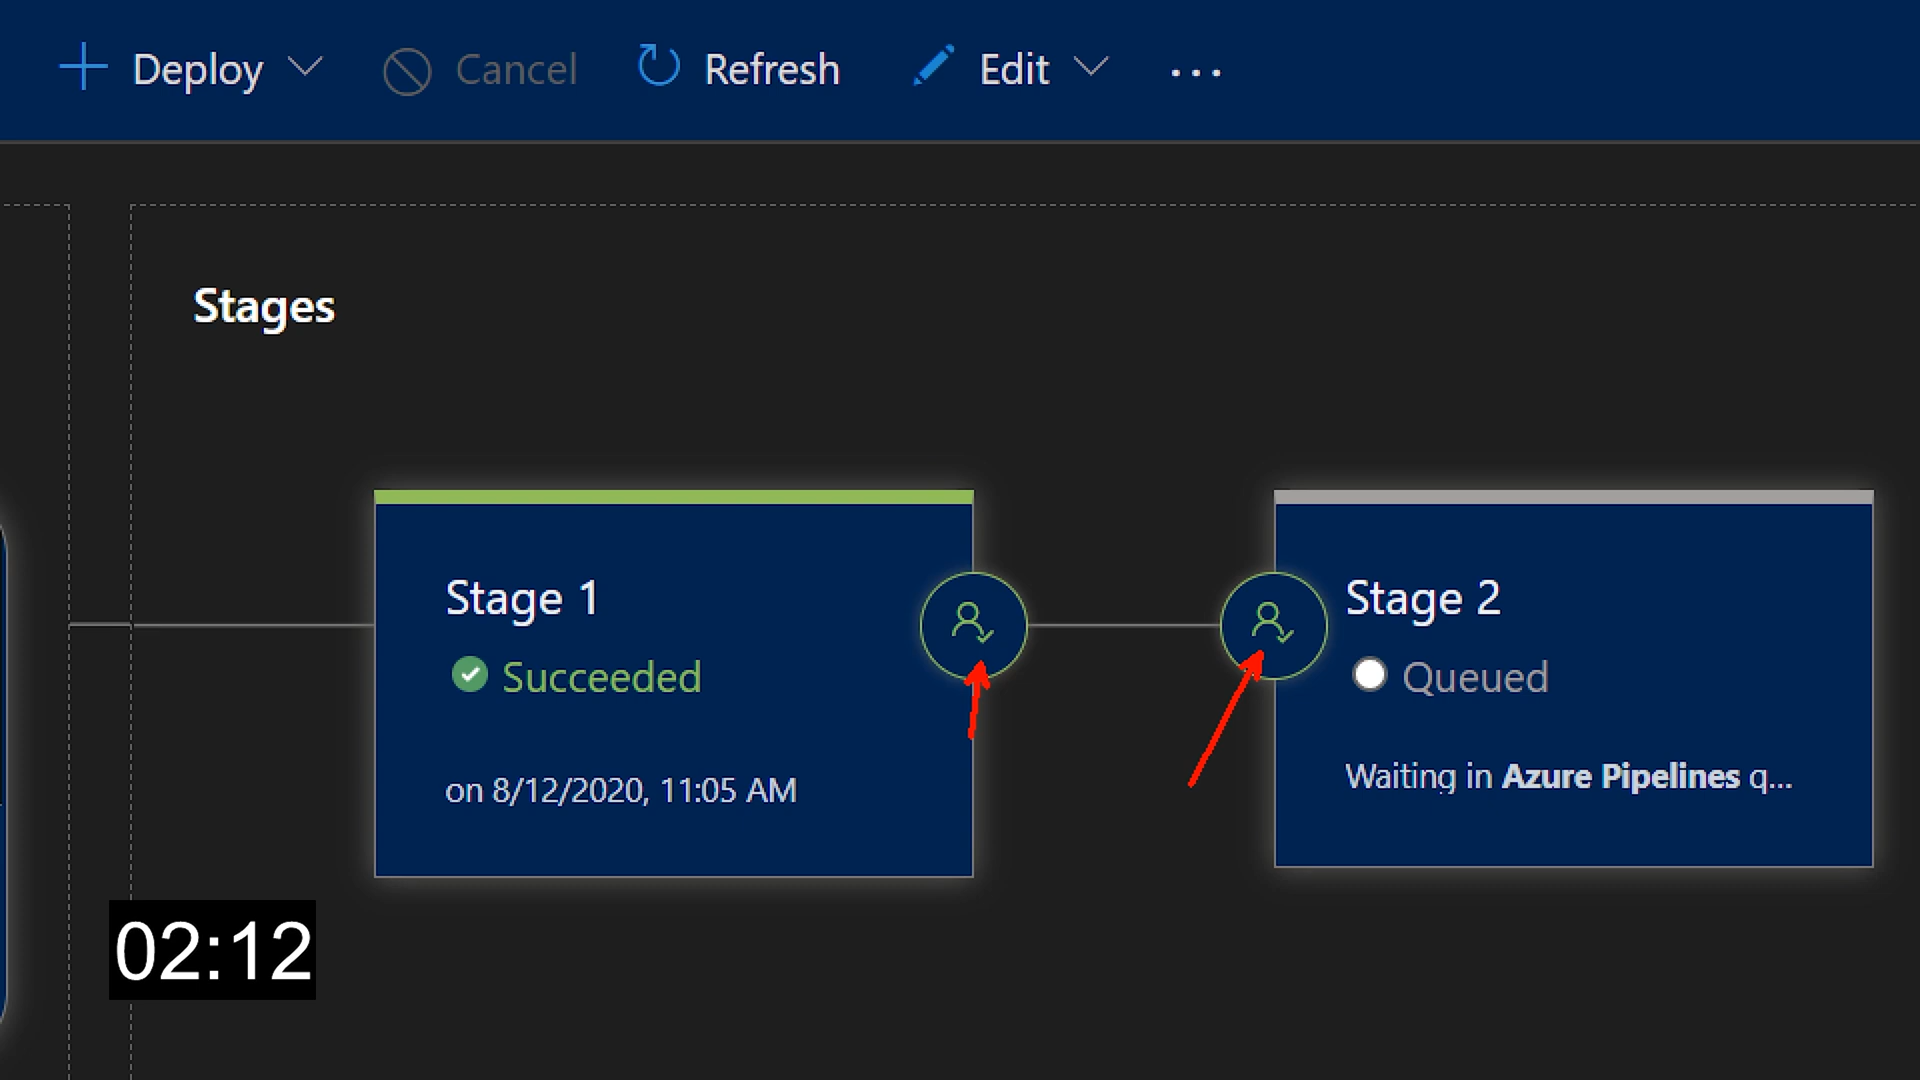 Deploy Cancel Refresh Edit ...
Stages
Stage 1
Succeeded
on 8/12/2020, 11:05 AM
Stage 2
Queued
Waiting in Azure Pipelines q...
02:12